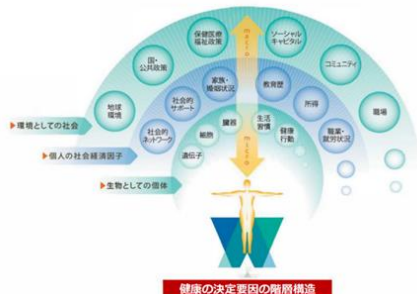 保健医療
福祉政策
ソーシャル
キャピタル
国・
公共政策
コミュニティ
地球
環境
職場
家族・
婚姻状況
教育歴
社会的
サポート
所得
社会的
ネットワーク
職業・
就労状況
臓器
生活
習慣
細胞
健康
行動
遺伝子
▶環境としての社会
▶個人の社会経済因子
▶生物としての個体
健康の決定要因の階層構造